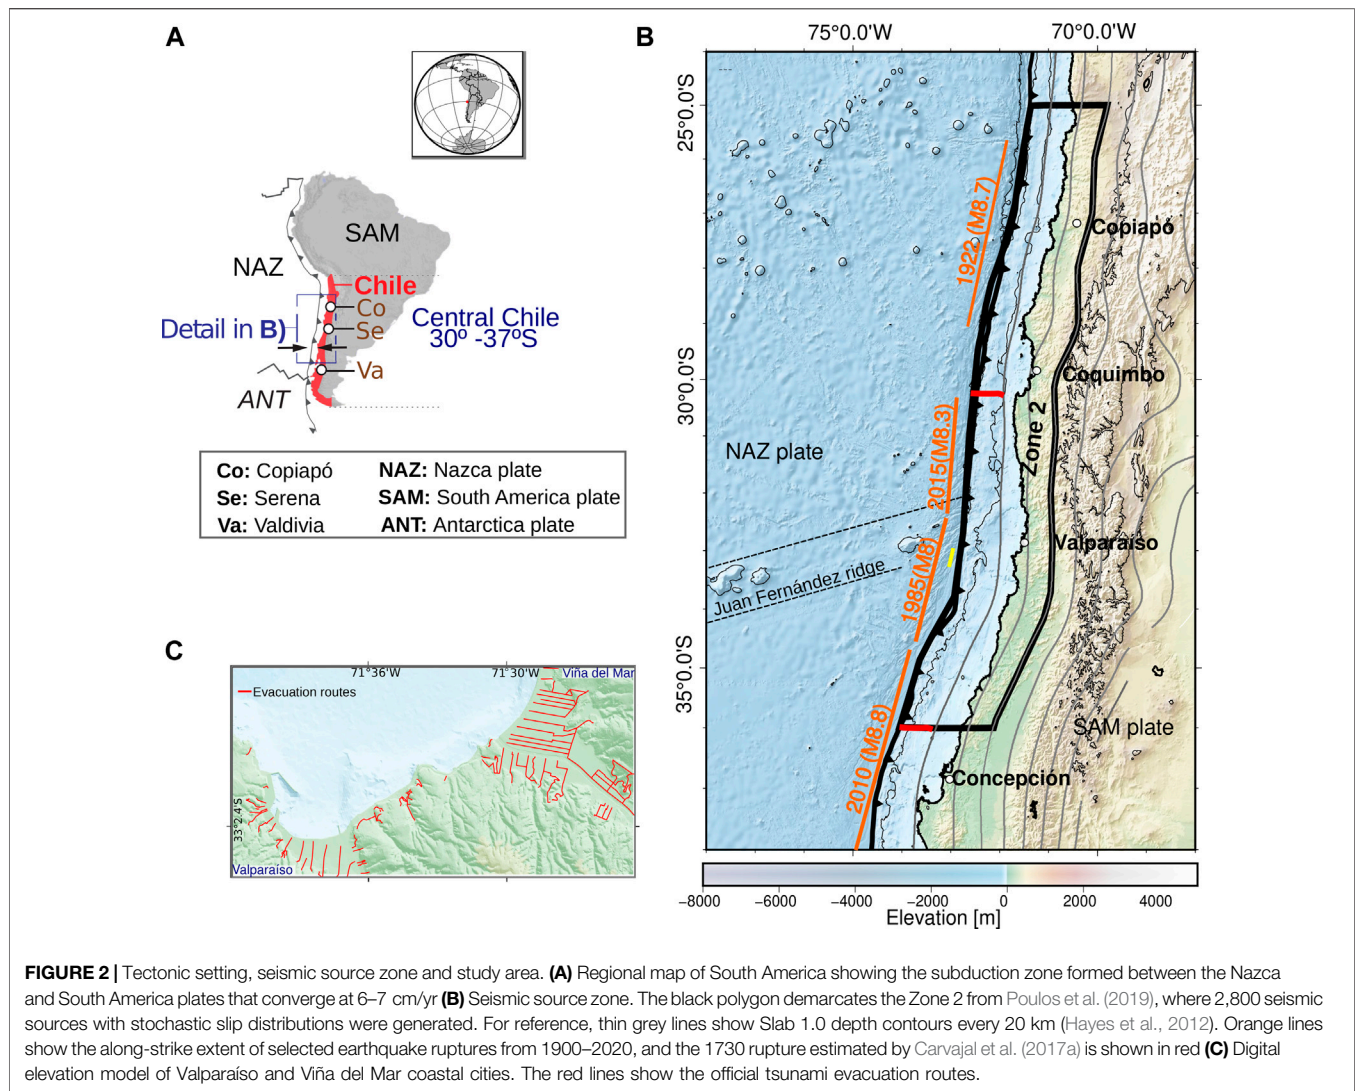 A
SAM
NAZ
Chile
Co
Detail in B)
Se
Central Chile
30º -37ºS
Va
ANT
Co: Copiapó
NAZ: Nazca plate
Se: Serena
SAM: South America plate
Va: Valdivia
ANT: Antarctica plate
B
75°0.0'W
70°0.0'W
25°0.0'S
30°0.0'S
35°0.0'S
1922 (M8.7)
Copiapó
Coquimbo
2015(M8.3)
Zone 2
NAZ plate
Valparaíso
1985(M8)
Juan Fernández ridge
2010 (M8.8)
SAM plate
Concepción
−8000
−6000
−4000
−2000
0
2000
4000
Elevation [m]
C
71°36'W
71°30'W
Viña del Mar
Evacuation routes
33°2.4'S
Valparaíso
FIGURE 2 | Tectonic setting, seismic source zone and study area. (A) Regional map of South America showing the subduction zone formed between the Nazca
and South America plates that converge at 6–7 cm/yr (B) Seismic source zone. The black polygon demarcates the Zone 2 from Poulos et al. (2019), where 2,800 seismic
sources with stochastic slip distributions were generated. For reference, thin grey lines show Slab 1.0 depth contours every 20 km (Hayes et al., 2012). Orange lines
show the along-strike extent of selected earthquake ruptures from 1900–2020, and the 1730 rupture estimated by Carvajal et al. (2017a) is shown in red (C) Digital
elevation model of Valparaíso and Viña del Mar coastal cities. The red lines show the official tsunami evacuation routes.